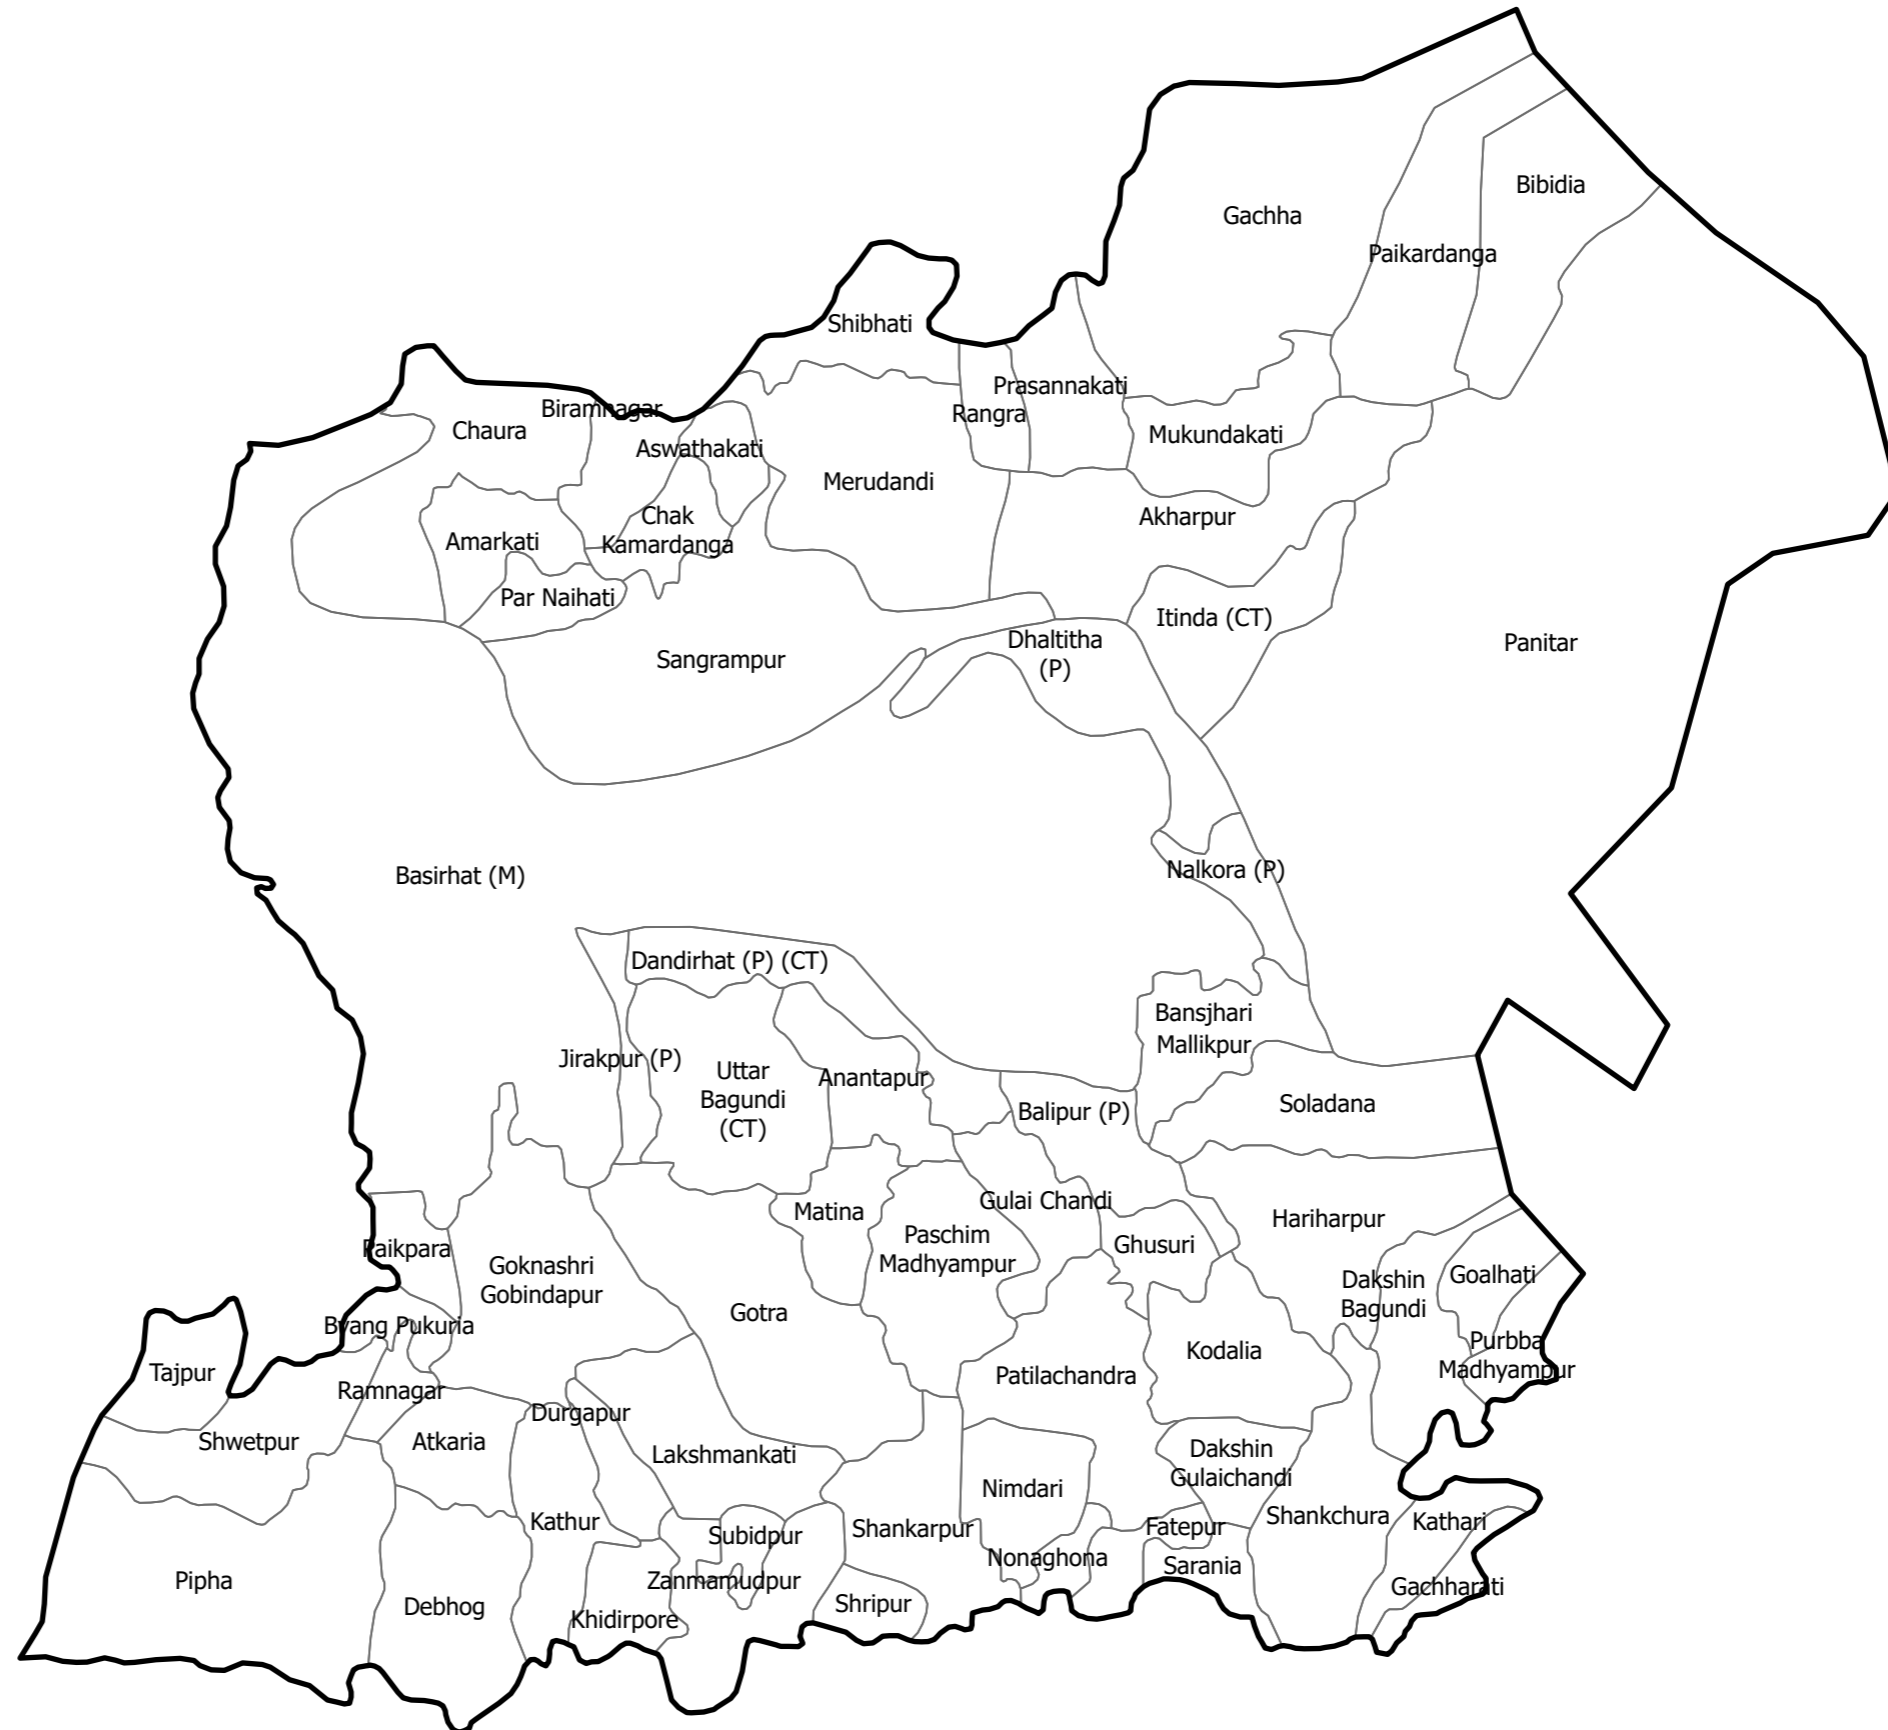 Bibidia
Gachha
Paikardanga
Shibhati
Prasannakati
Biramnagar
Rangra
Chaura
Mukundakati
Aswathakati
Merudandi
Chak
Kamardanga
Akharpur
Amarkati
Par Naihati
Itinda (CT)
Dhaltitha
(P)
Panitar
Sangrampur
Nalkora (P)
Basirhat (M)
Dandirhat (P) (CT)
Bansjhari
Mallikpur
Jirakpur (P)
Uttar
Bagundi
(CT)
Anantapur
Balipur (P)
Soladana
Gulai Chandi
Matina
Hariharpur
Paschim
Madhyampur
Ghusuri
Paikpara
Goknashri
Gobindapur
Dakshin
Bagundi
Goalhati
Gotra
Byang Pukuria
Purbba
Madhyampur
Kodalia
Tajpur
Patilachandra
Ramnagar
Durgapur
Shwetpur
Atkaria
Lakshmankati
Dakshin
Gulaichandi
Nimdari
Shankchura
Kathari
Kathur
Subidpur
Shankarpur
Fatepur
Nonaghona
Sarania
Pipha
Zanmamudpur
Gachharati
Debhog
Khidirpore
Shripur